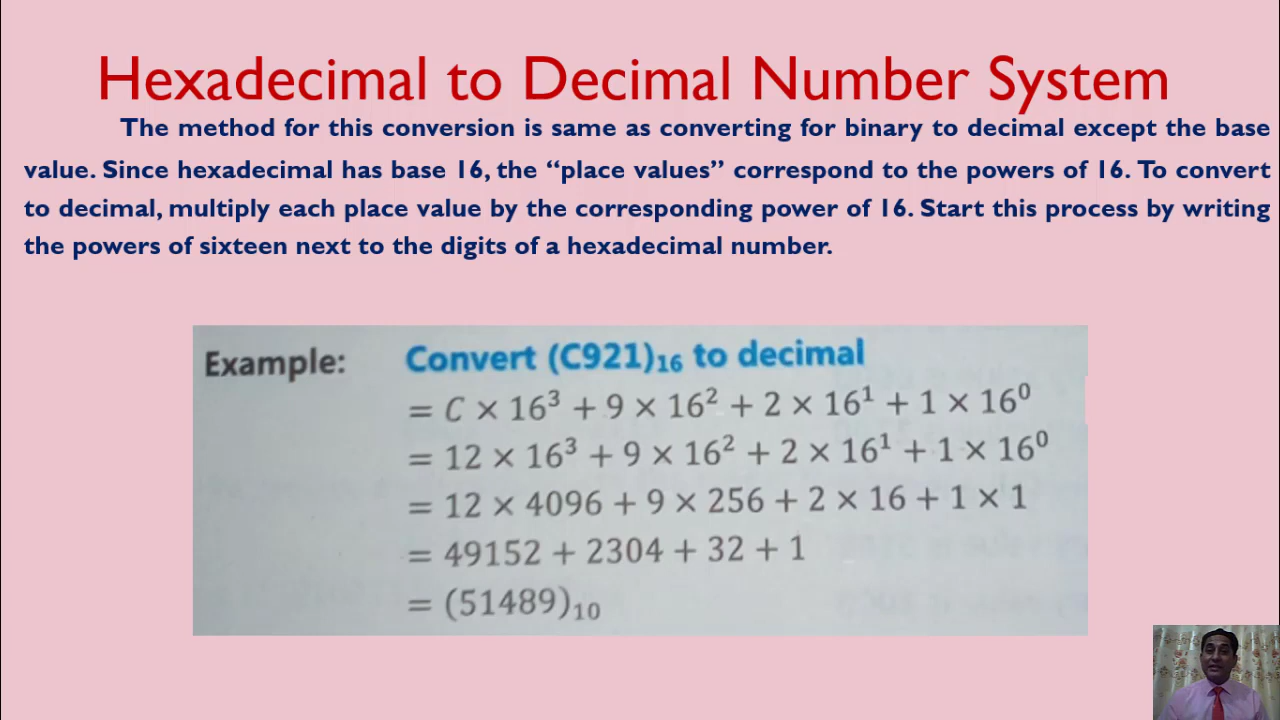 Hexadecimal to Decimal Number System
The method for this conversion is same as converting for binary to decimal except the base
value. Since hexadecimal has base 16, the “place values” correspond to the powers of 16. To convert
to decimal, multiply each place value by the corresponding power of 16. Start this process by writing
the powers of sixteen next to the digits of a hexadecimal number.
Example: Convert (C921)₁₆ to decimal
= C × 16³ + 9 × 16² + 2 × 16¹ + 1 × 16⁰
= 12 × 16³ + 9 × 16² + 2 × 16¹ + 1 × 16⁰
= 12 × 4096 + 9 × 256 + 2 × 16 + 1 × 1
= 49152 + 2304 + 32 + 1
= (51489)₁₀